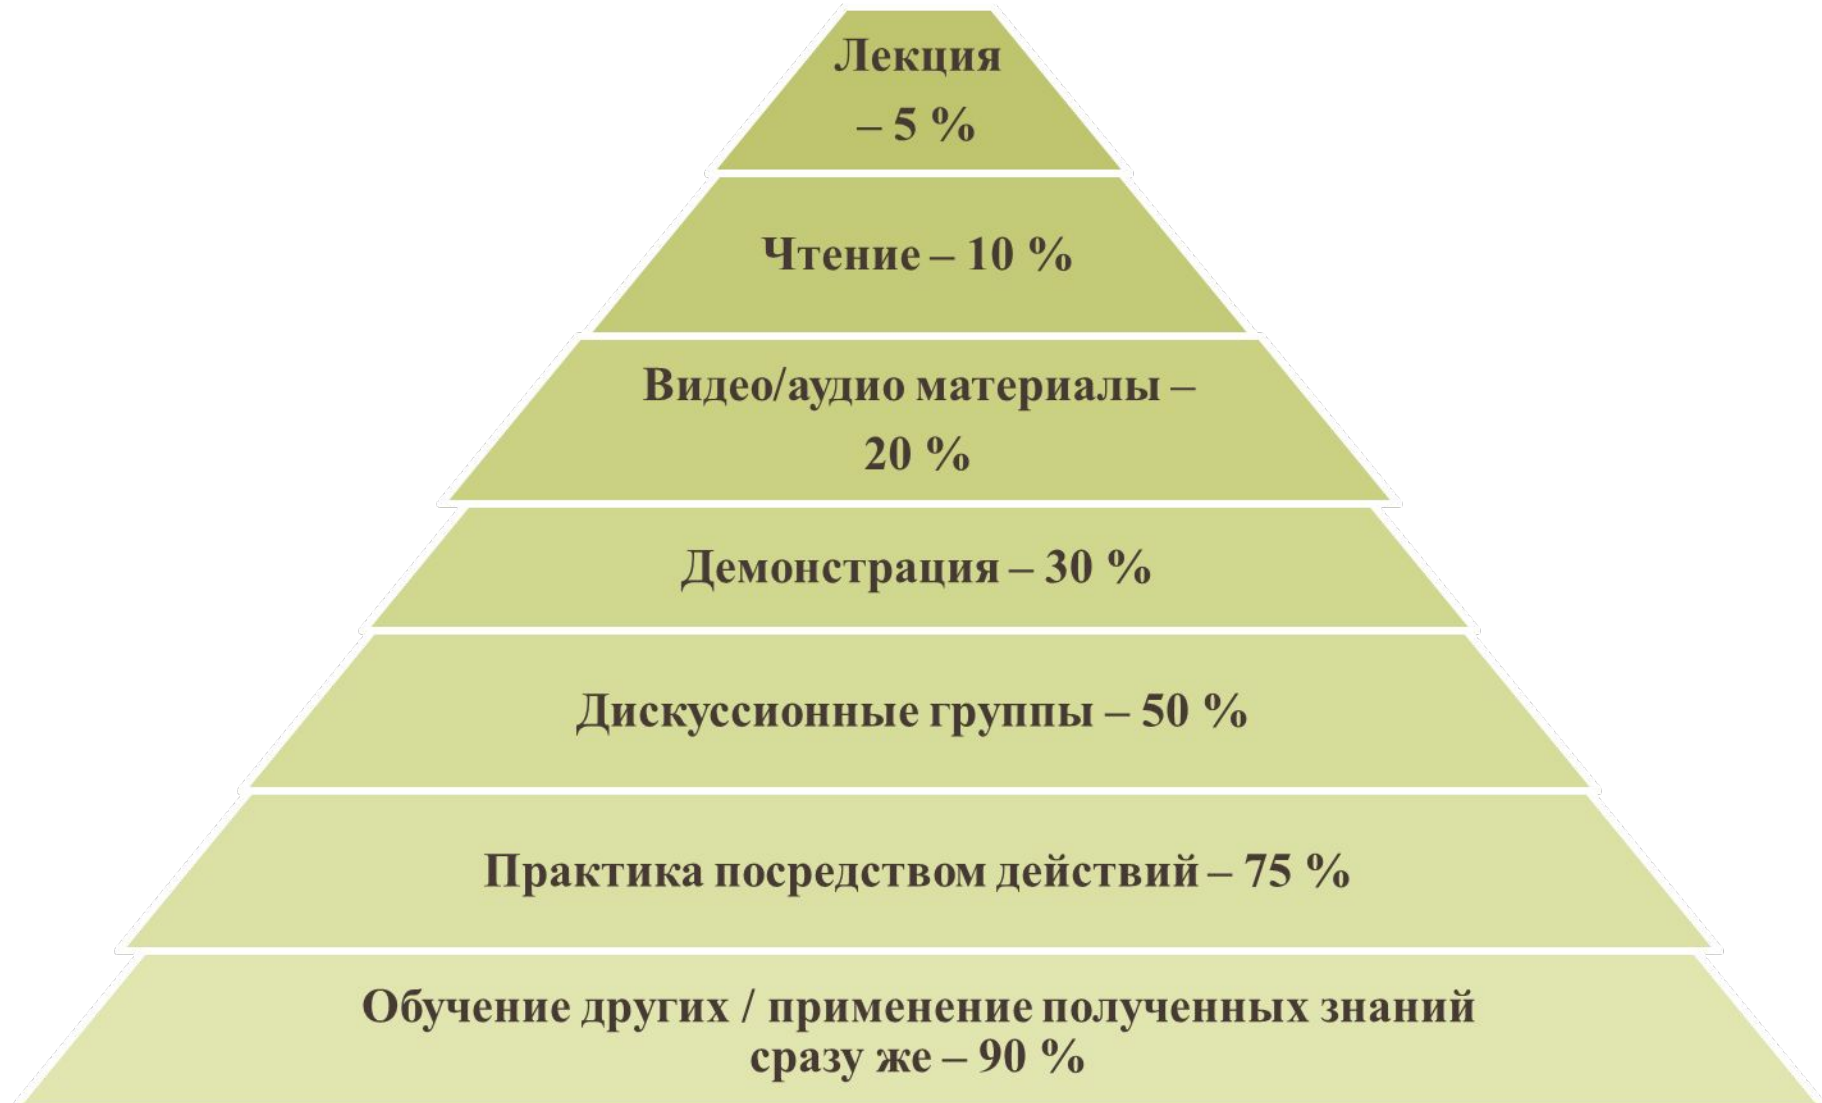 Лекция
– 5 %
Чтение – 10 %
Видео/аудио материалы –
20 %
Демонстрация – 30 %
Дискуссионные группы – 50 %
Практика посредством действий – 75 %
Обучение других / применение полученных знаний
сразу же – 90 %